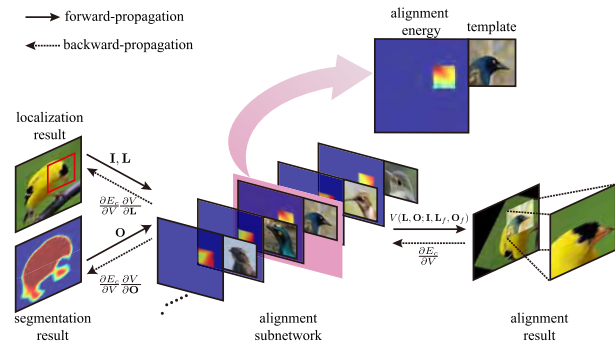 forward-propagation
backward-propagation
alignment
energy
template
localization
result
I, L
∂E_c/∂V ∂V/∂L
O
∂E_c/∂V ∂V/∂O
V(L, O; I, L_f, O_f)
∂E_c/∂V
segmentation
result
alignment
subnetwork
alignment
result